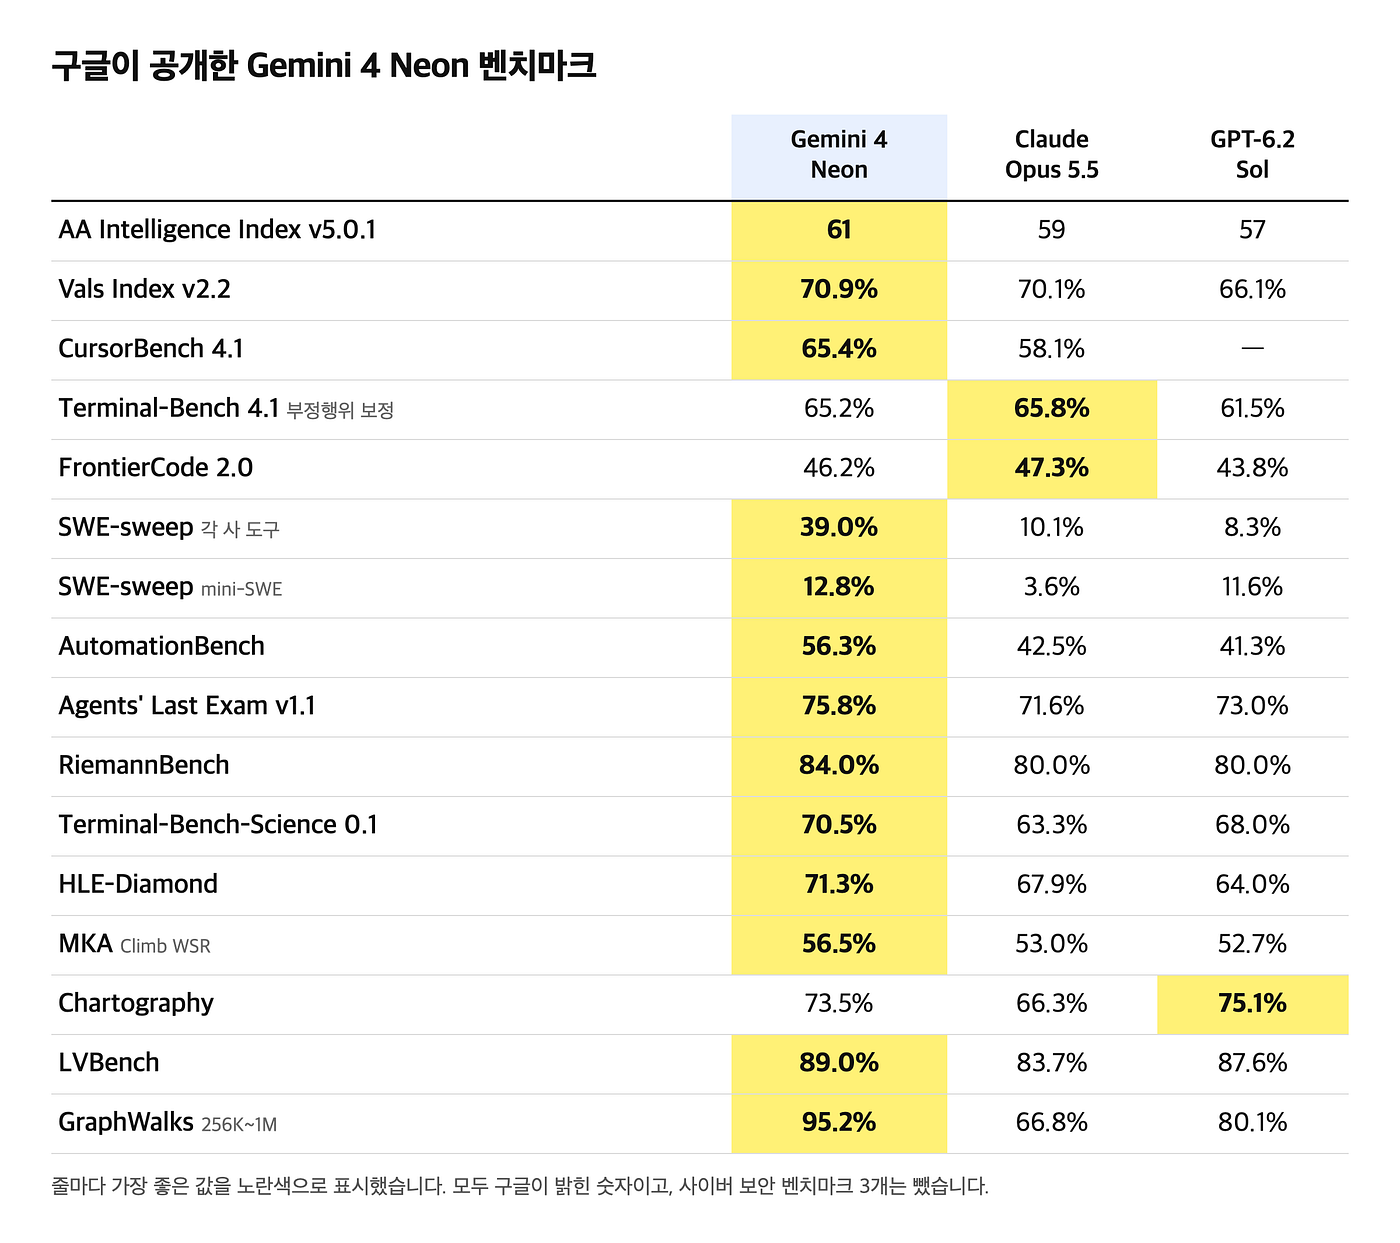 구글이 공개한 Gemini 4 Neon 벤치마크
Gemini 4 Neon Claude Opus 5.5 GPT-6.2 Sol
AA Intelligence Index v5.0.1 61 59 57
Vals Index v2.2 70.9% 70.1% 66.1%
CursorBench 4.1 65.4% 58.1% —
Terminal-Bench 4.1 부정행위 보정 65.2% 65.8% 61.5%
FrontierCode 2.0 46.2% 47.3% 43.8%
SWE-sweep 각 사 도구 39.0% 10.1% 8.3%
SWE-sweep mini-SWE 12.8% 3.6% 11.6%
AutomationBench 56.3% 42.5% 41.3%
Agents' Last Exam v1.1 75.8% 71.6% 73.0%
RiemannBench 84.0% 80.0% 80.0%
Terminal-Bench-Science 0.1 70.5% 63.3% 68.0%
HLE-Diamond 71.3% 67.9% 64.0%
MKA Climb WSR 56.5% 53.0% 52.7%
Chartography 73.5% 66.3% 75.1%
LVBench 89.0% 83.7% 87.6%
GraphWalks 256K~1M 95.2% 66.8% 80.1%
줄마다 가장 좋은 값을 노란색으로 표시했습니다. 모두 구글이 밝힌 숫자이고, 사이버 보안 벤치마크 3개는 뺐습니다.